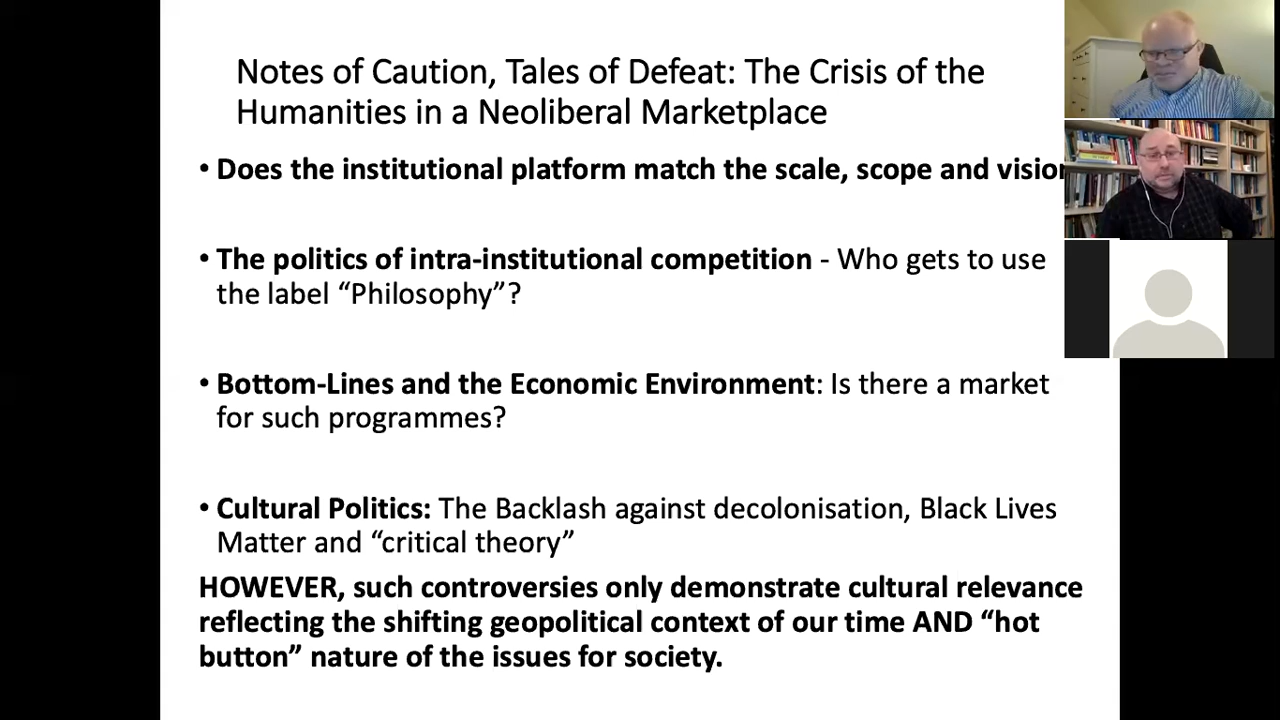 Notes of Caution, Tales of Defeat: The Crisis of the
Humanities in a Neoliberal Marketplace
• Does the institutional platform match the scale, scope and vision
• The politics of intra-institutional competition - Who gets to use
the label “Philosophy”?
• Bottom-Lines and the Economic Environment: Is there a market
for such programmes?
• Cultural Politics: The Backlash against decolonisation, Black Lives
Matter and “critical theory”
HOWEVER, such controversies only demonstrate cultural relevance
reflecting the shifting geopolitical context of our time AND “hot
button” nature of the issues for society.